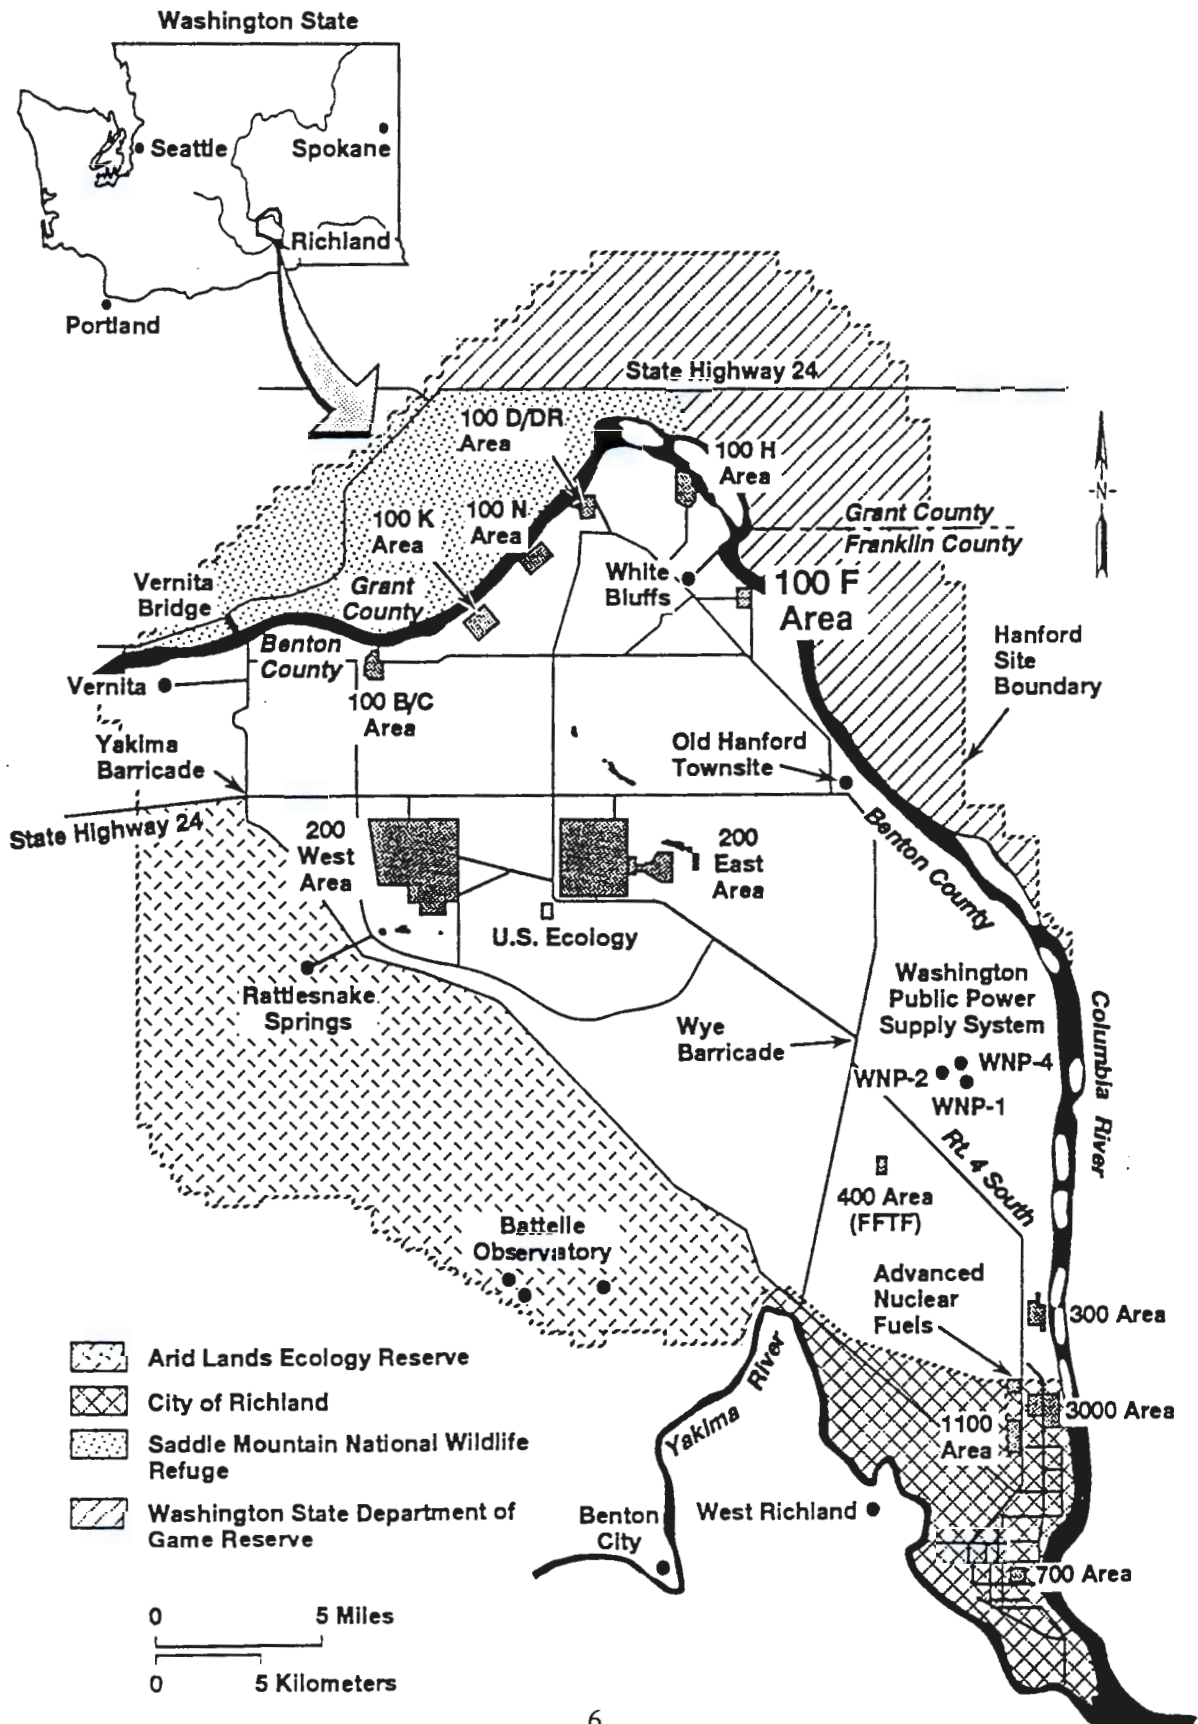 Washington State
Seattle
Spokane
Richland
Portland
State Highway 24
100 D/DR
Area
100 H
Area
100 N
Area
100 K
Area
N
Grant County
Franklin County
White
Bluffs
100 F
Area
Vernita
Bridge
Grant
County
Benton
County
Hanford
Site
Boundary
Vernita
100 B/C
Area
Yakima
Barricade
Old Hanford
Townsite
State Highway 24
200
West
Area
200
East
Area
Benton County
U.S. Ecology
Rattlesnake
Springs
Washington
Public Power
Supply System
Columbia River
Wye
Barricade
WNP-4
WNP-2
WNP-1
Rt. 4 South
400 Area
(FFTF)
Battelle
Observatory
Advanced
Nuclear
Fuels
300 Area
Arid Lands Ecology Reserve
City of Richland
Saddle Mountain National Wildlife
Refuge
Washington State Department of
Game Reserve
Yakima River
1100
Area
3000 Area
Benton
City
West Richland
700 Area
0 5 Miles
0 5 Kilometers
6